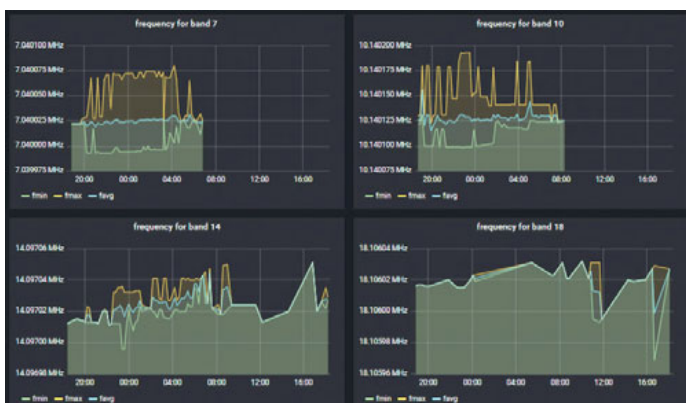 frequency for band 7
7.040100 MHz
7.040075 MHz
7.040050 MHz
7.040025 MHz
7.040000 MHz
7.039975 MHz
20:00 00:00 04:00 08:00 12:00 16:00
fmin fmax favg
frequency for band 10
10.140200 MHz
10.140175 MHz
10.140150 MHz
10.140125 MHz
10.140100 MHz
10.140075 MHz
20:00 00:00 04:00 08:00 12:00 16:00
fmin fmax favg
frequency for band 14
14.09706 MHz
14.09704 MHz
14.09702 MHz
14.09700 MHz
14.09698 MHz
20:00 00:00 04:00 08:00 12:00 16:00
fmin fmax favg
frequency for band 18
18.10604 MHz
18.10602 MHz
18.10600 MHz
18.10598 MHz
18.10596 MHz
20:00 00:00 04:00 08:00 12:00 16:00
fmin fmax favg